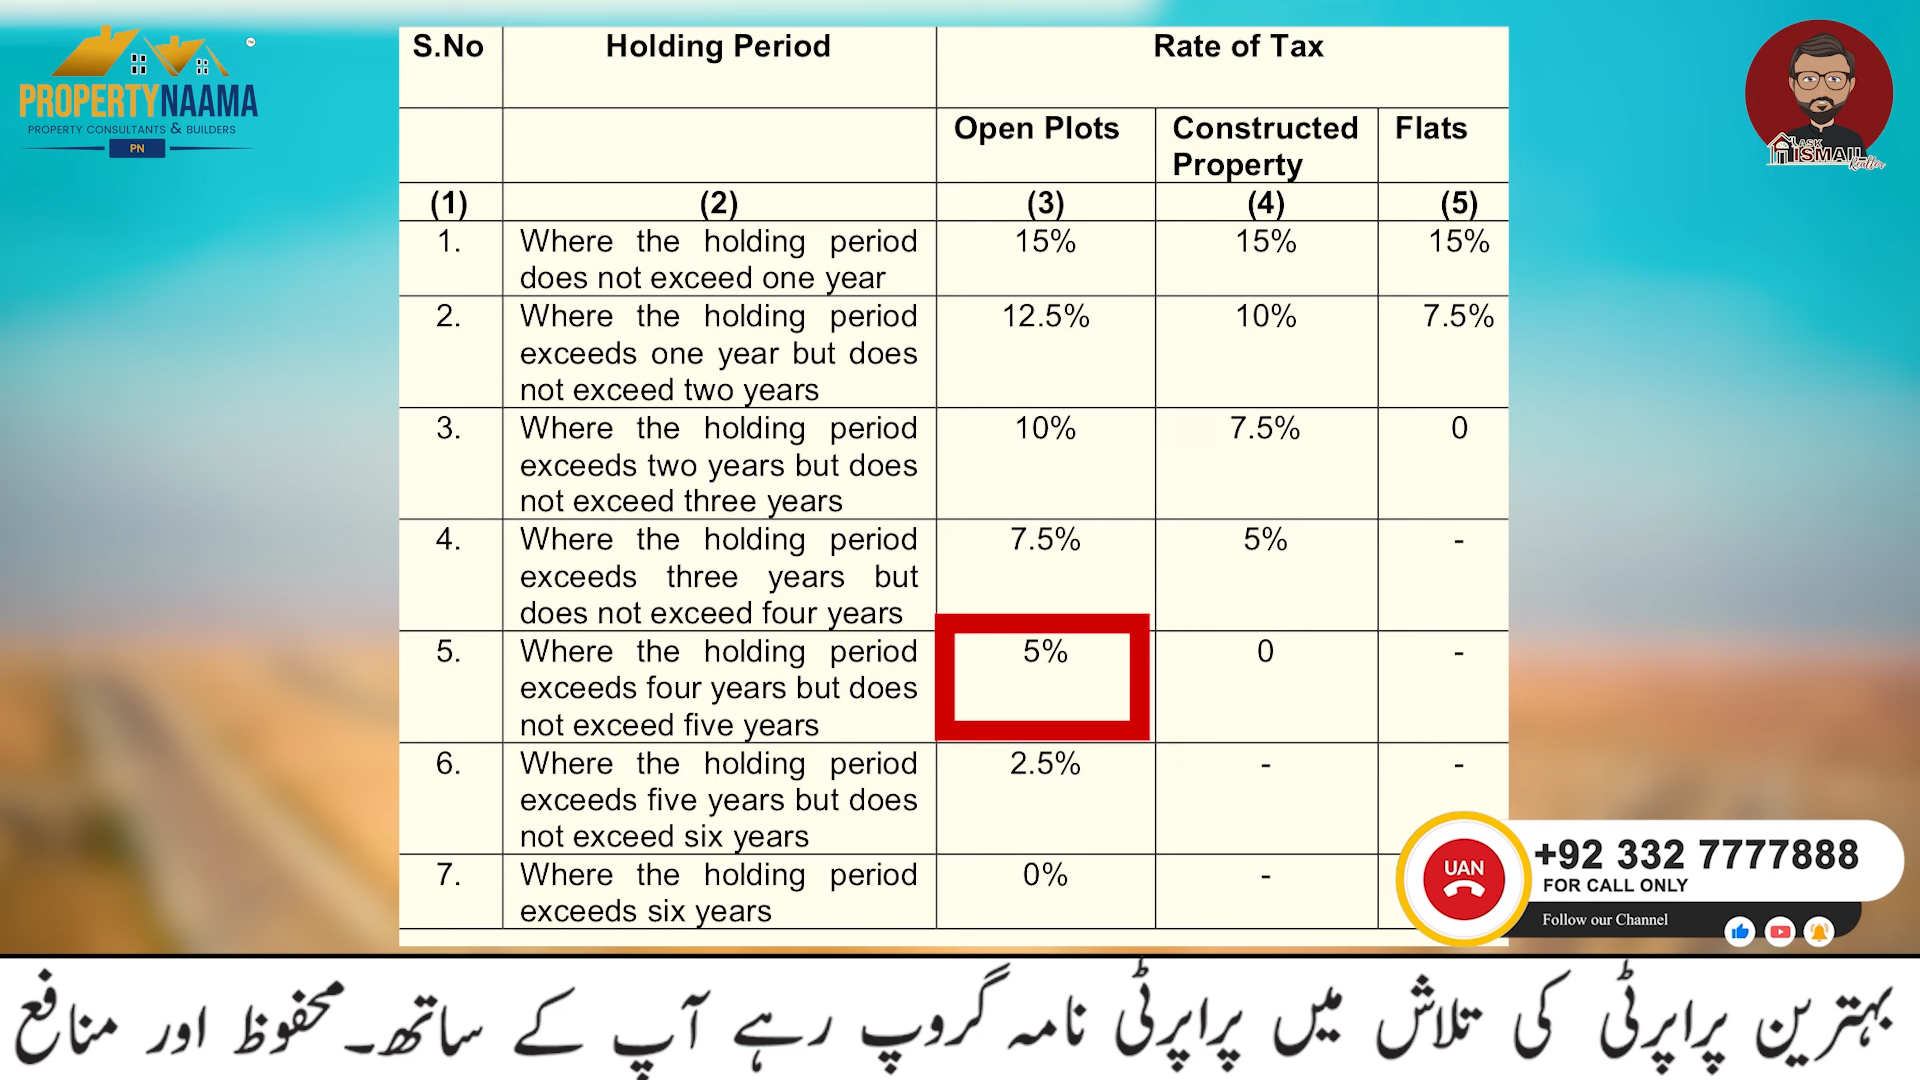 PROPERTYNAAMA
PROPERTY CONSULTANTS & BUILDERS
PN
ASK
ISMAIL
Realtor
S.No Holding Period Rate of Tax
Open Plots Constructed Property Flats
(1) (2) (3) (4) (5)
1. Where the holding period 15% 15% 15%
does not exceed one year
2. Where the holding period 12.5% 10% 7.5%
exceeds one year but does
not exceed two years
3. Where the holding period 10% 7.5% 0
exceeds two years but does
not exceed three years
4. Where the holding period 7.5% 5% -
exceeds three years but
does not exceed four years
5. Where the holding period 5% 0 -
exceeds four years but does
not exceed five years
6. Where the holding period 2.5% - -
exceeds five years but does
not exceed six years
7. Where the holding period 0% -
exceeds six years
UAN
+92 332 7777888
FOR CALL ONLY
Follow our Channel
بہترین پراپرٹی کی تلاش میں پراپرٹی نامہ گروپ رہے آپ کے ساتھ۔ محفوظ اور منافع